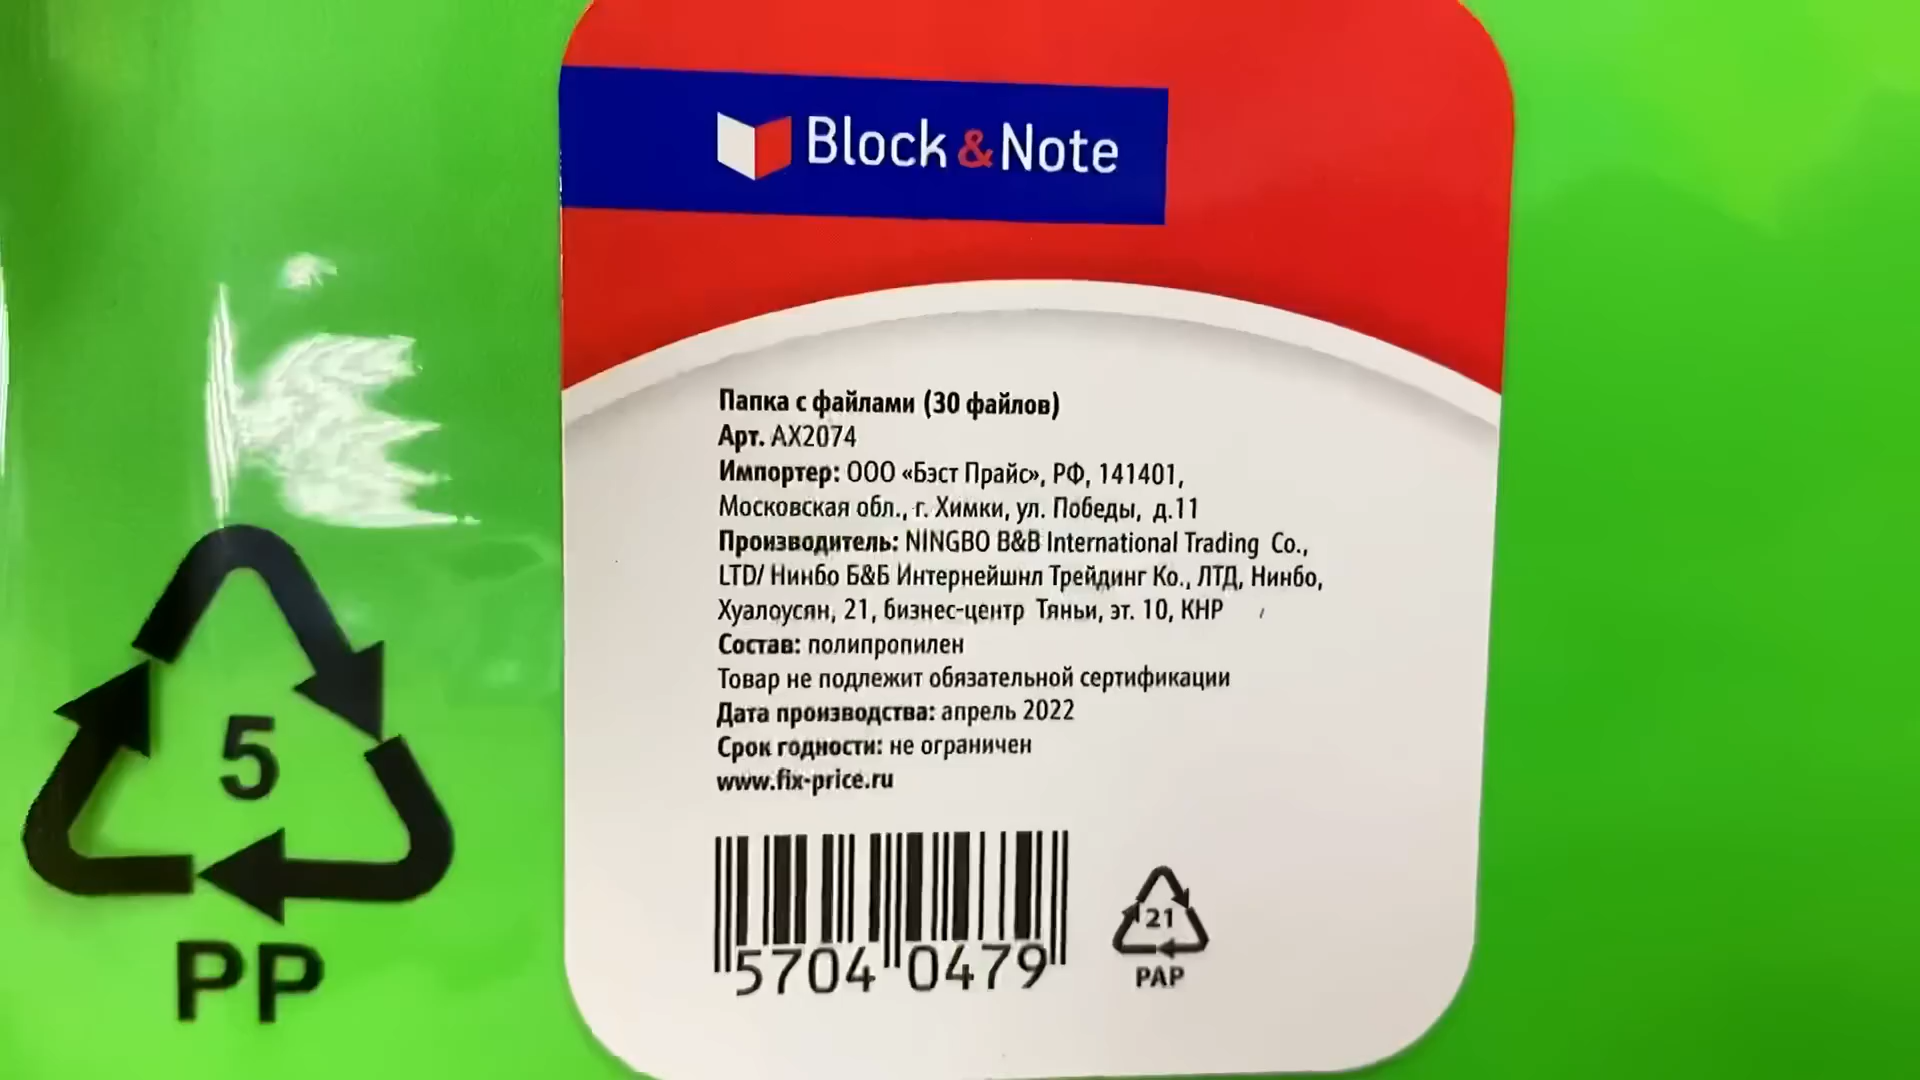 Block & Note
Папка с файлами (30 файлов)
Арт. AX2074
Импортер: ООО «Бэст Прайс», РФ, 141401,
Московская обл., г. Химки, ул. Победы, д.11
Производитель: NINGBO B&B International Trading Co.,
LTD/ Нинбо Б&Б Интернейшнл Трейдинг Ко., ЛТД, Нинбо,
Хуалоусян, 21, бизнес-центр Тяньи, эт. 10, КНР
Состав: полипропилен
Товар не подлежит обязательной сертификации
Дата производства: апрель 2022
Срок годности: не ограничен
www.fix-price.ru
5704 0479
21
PAP
5
PP